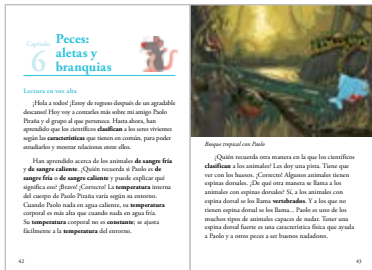 Capítulo
6
Peces:
aletas y
branquias
Lectura en voz alta
¡Hola a todos! ¡Estoy de regreso después de un agradable
descanso! Hoy voy a contarles más sobre mi amigo Paolo
Piraña y el grupo al que pertenece. Hasta ahora, han
aprendido que los científicos clasifican a los seres vivientes
según las características que tienen en común, para poder
estudiarlos y mostrar relaciones entre ellos.
Han aprendido acerca de los animales de sangre fría
y de sangre caliente. ¿Quién recuerda si Paolo es de
sangre fría o de sangre caliente y puede explicar qué
significa eso? ¡Bravo! ¡Correcto! La temperatura interna
del cuerpo de Paolo Piraña varía según su entorno.
Cuando Paolo nada en agua caliente, su temperatura
corporal es más alta que cuando nada en agua fría.
Su temperatura corporal no es constante; se ajusta
fácilmente a la temperatura del entorno.
42
Bosque tropical con Paolo
¿Quién recuerda otra manera en la que los científicos
clasifican a los animales? Les doy una pista. Tiene que
ver con los huesos. ¡Correcto! Algunos animales tienen
espinas dorsales. ¿De qué otra manera se llama a los
animales con espinas dorsales? Sí, a los animales con
espina dorsal se los llama vertebrados. Y a los que no
tienen espina dorsal se los llama... Paolo es uno de los
muchos tipos de animales capaces de nadar. Tener una
espina dorsal fuerte es una característica física que ayuda
a Paolo y a otros peces a ser buenos nadadores.
43